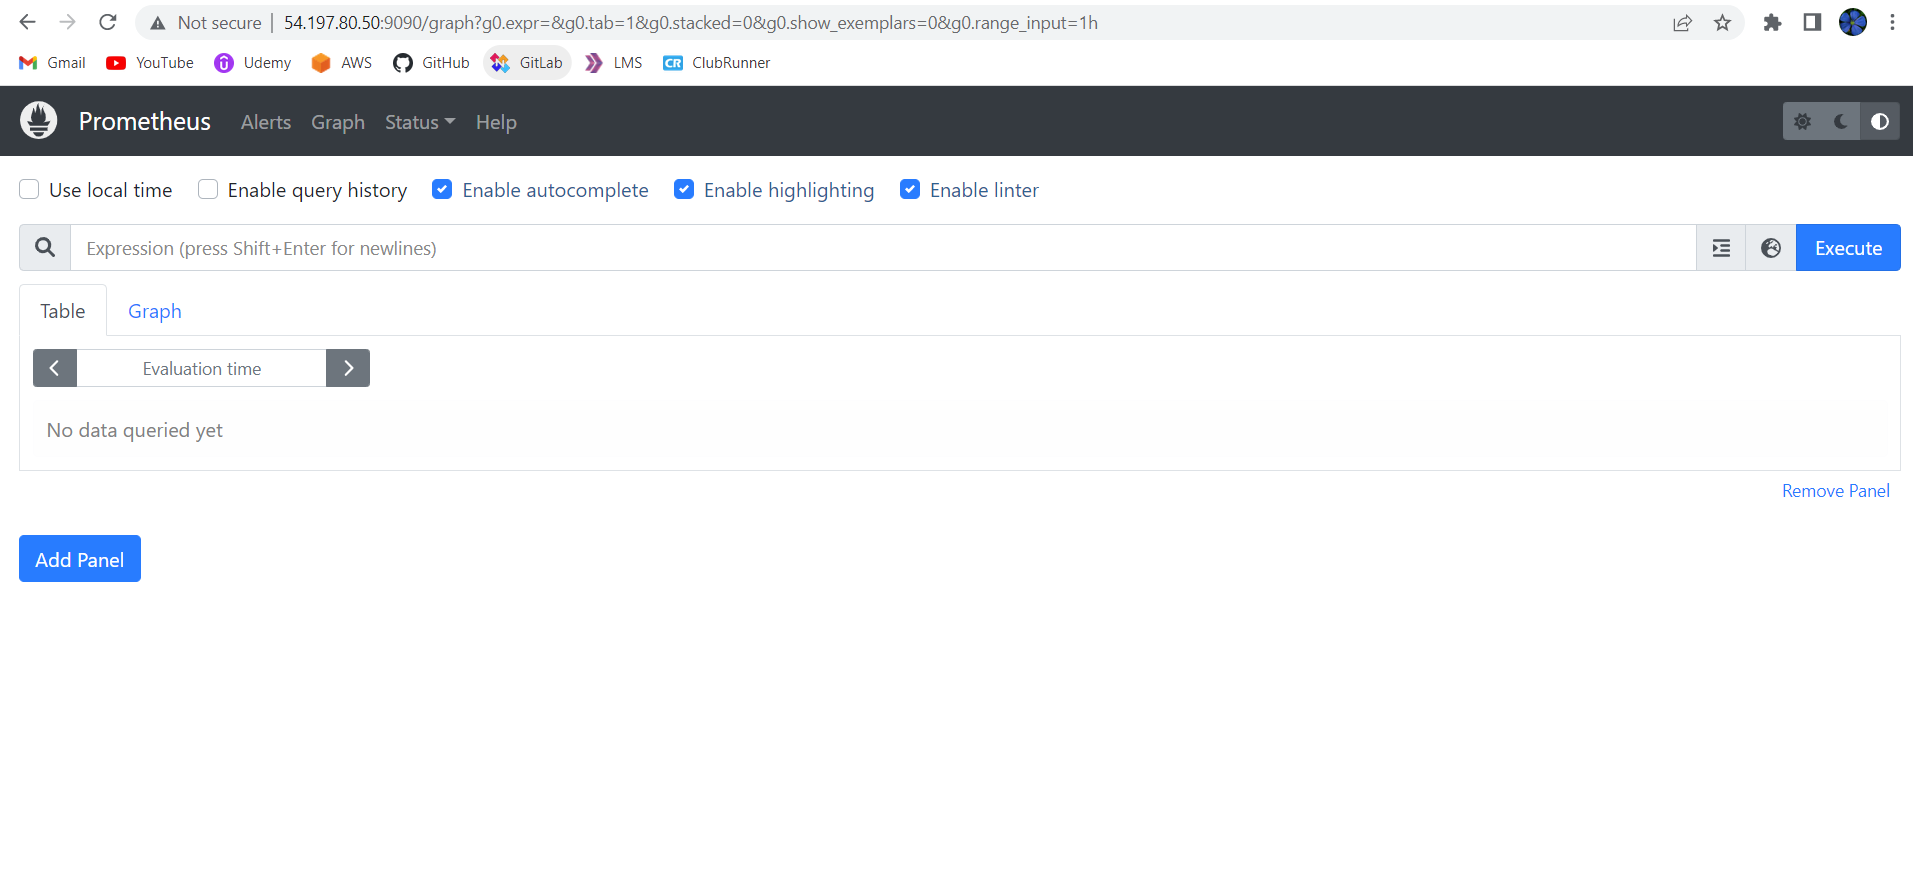 Not secure | 54.197.80.50:9090/graph?g0.expr=&g0.tab=1&g0.stacked=0&g0.show_exemplars=0&g0.range_input=1h
Gmail YouTube Udemy AWS GitHub GitLab LMS CR ClubRunner
Prometheus Alerts Graph Status Help
Use local time Enable query history Enable autocomplete Enable highlighting Enable linter
Expression (press Shift+Enter for newlines) Execute
Table Graph
Evaluation time
No data queried yet
Remove Panel
Add Panel